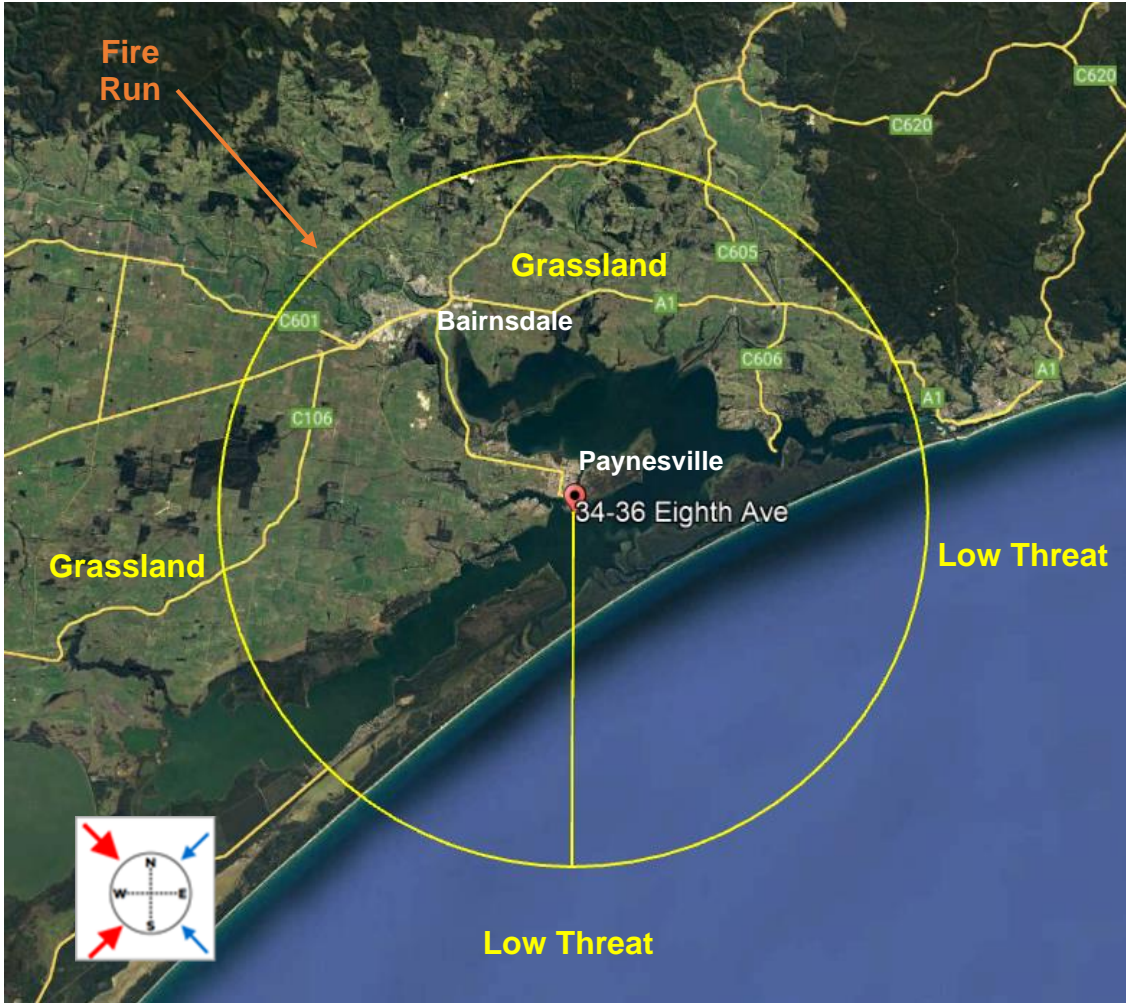 Fire
Run
C620
C620
C605
Grassland
A1
C601
Bairnsdale
C606
A1
A1
C106
Paynesville
34-36 Eighth Ave
Grassland
Low Threat
N
W
E
S
Low Threat